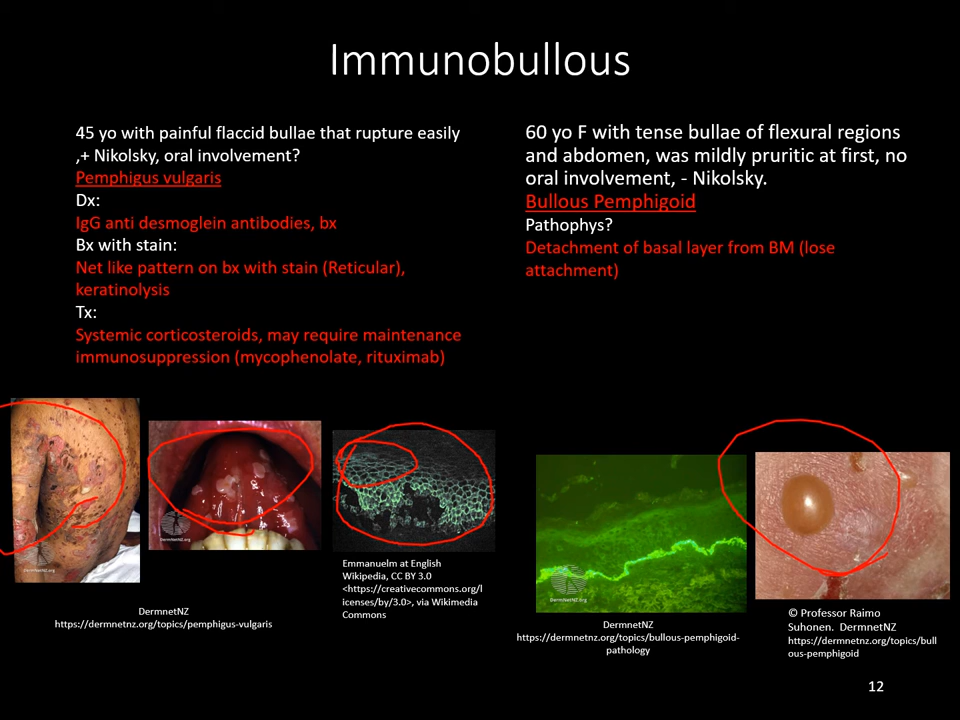 Immunobullous
45 yo with painful flaccid bullae that rupture easily
,+ Nikolsky, oral involvement?
Pemphigus vulgaris
Dx:
IgG anti desmoglein antibodies, bx
Bx with stain:
Net like pattern on bx with stain (Reticular),
keratinolysis
Tx:
Systemic corticosteroids, may require maintenance
immunosuppression (mycophenolate, rituximab)
60 yo F with tense bullae of flexural regions
and abdomen, was mildly pruritic at first, no
oral involvement, - Nikolsky.
Bullous Pemphigoid
Pathophys?
Detachment of basal layer from BM (lose
attachment)
DermNetNZ.org
DermNetNZ.org
DermNetNZ.org
DermnetNZ
https://dermnetnz.org/topics/pemphigus-vulgaris
Emmanuelm at English
Wikipedia, CC BY 3.0
<https://creativecommons.org/l
icenses/by/3.0>, via Wikimedia
Commons
DermnetNZ
https://dermnetnz.org/topics/bullous-pemphigoid-
pathology
© Professor Raimo
Suhonen. DermnetNZ
https://dermnetnz.org/topics/bull
ous-pemphigoid
12